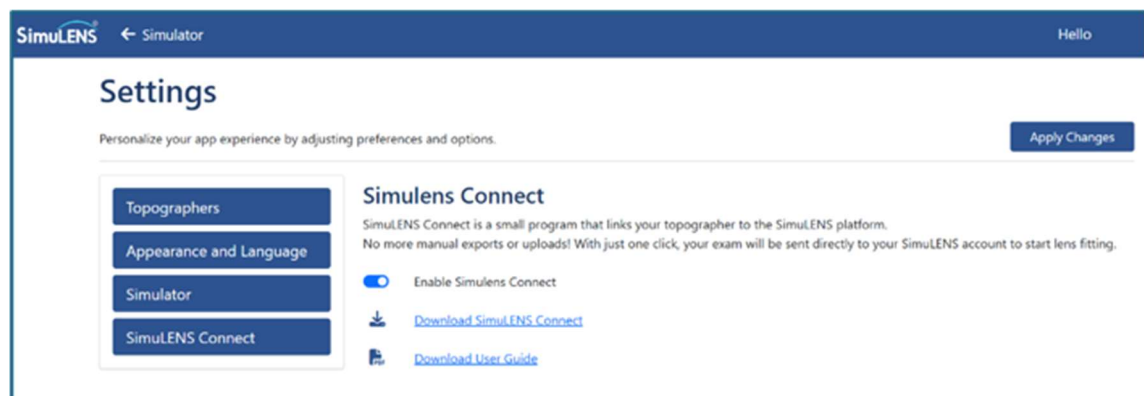 SimuLENS ← Simulator Hello
Settings
Personalize your app experience by adjusting preferences and options.
Apply Changes
Topographers
Appearance and Language
Simulator
SimuLENS Connect
Simulens Connect
SimuLENS Connect is a small program that links your topographer to the SimuLENS platform.
No more manual exports or uploads! With just one click, your exam will be sent directly to your SimuLENS account to start lens fitting.
Enable Simulens Connect
Download SimuLENS Connect
Download User Guide